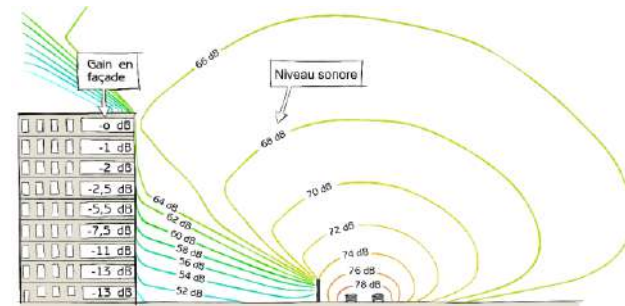 Gain en
façade
Niveau sonore
66 dB
68 dB
70 dB
72 dB
74 dB
76 dB
78 dB
64 dB
62 dB
60 dB
58 dB
56 dB
54 dB
52 dB
-0 dB
-1 dB
-2 dB
-2,5 dB
-5,5 dB
-7,5 dB
-11 dB
-13 dB
-13 dB